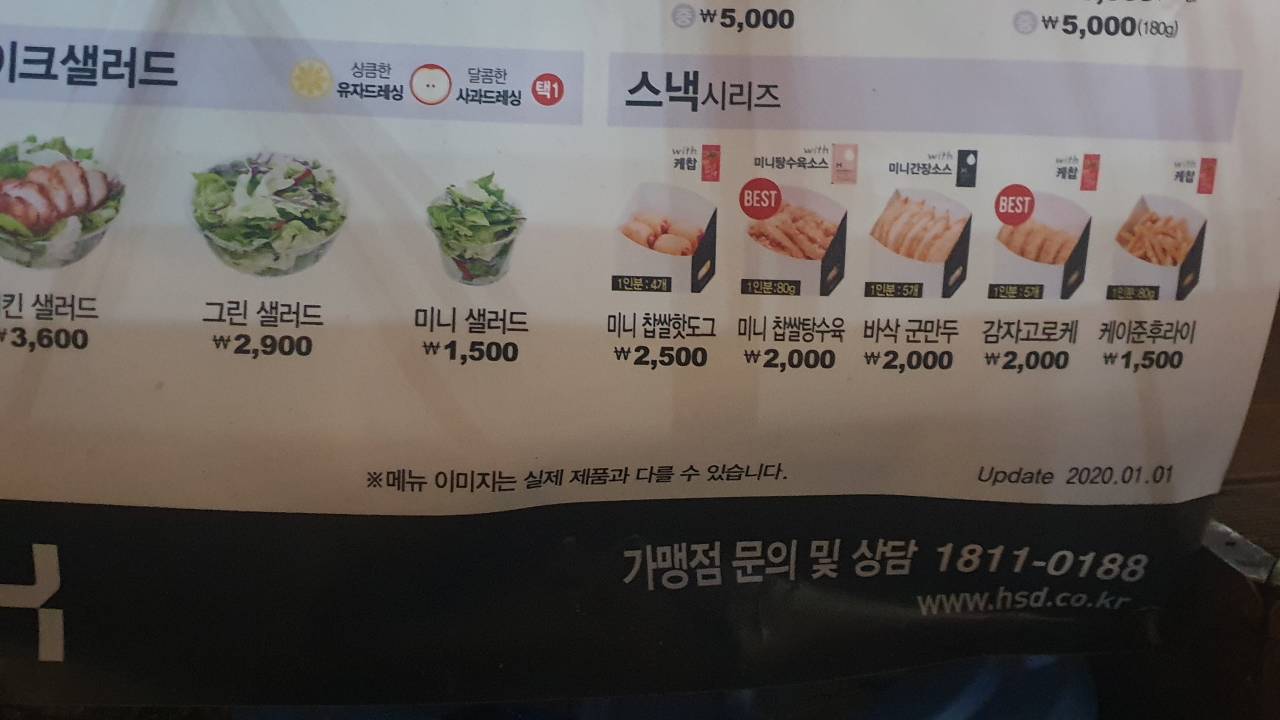 중 ₩5,000
중 ₩5,000(180g)
이크샐러드
상큼한 유자드레싱
달콤한 사과드레싱
택1
스낵시리즈
with 케찹
with 미니탕수육소스
with 미니간장소스
with 케찹
with 케찹
BEST
BEST
1인분:4개
1인분:80g
1인분:5개
1인분:5개
1인분:80g
킨 샐러드
₩3,600
그린 샐러드
₩2,900
미니 샐러드
₩1,500
미니 찹쌀핫도그
₩2,500
미니 찹쌀탕수육
₩2,000
바삭 군만두
₩2,000
감자고로케
₩2,000
케이준후라이
₩1,500
※메뉴 이미지는 실제 제품과 다를 수 있습니다.
Update 2020.01.01
가맹점 문의 및 상담 1811-0188
www.hsd.co.kr